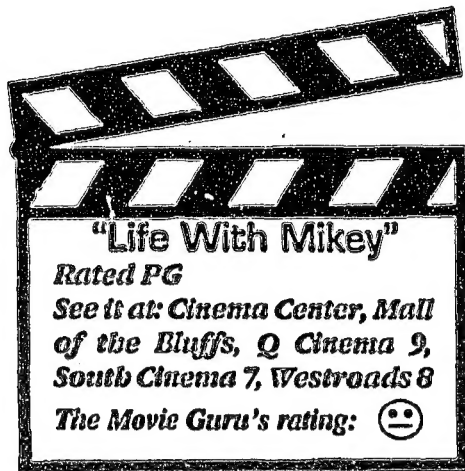 "Life With Mikey"
Rated PG
See it at: Cinema Center, Mall
of the Bluffs, Q Cinema 9,
South Cinema 7, Westroads 8
The Movie Guru's rating: